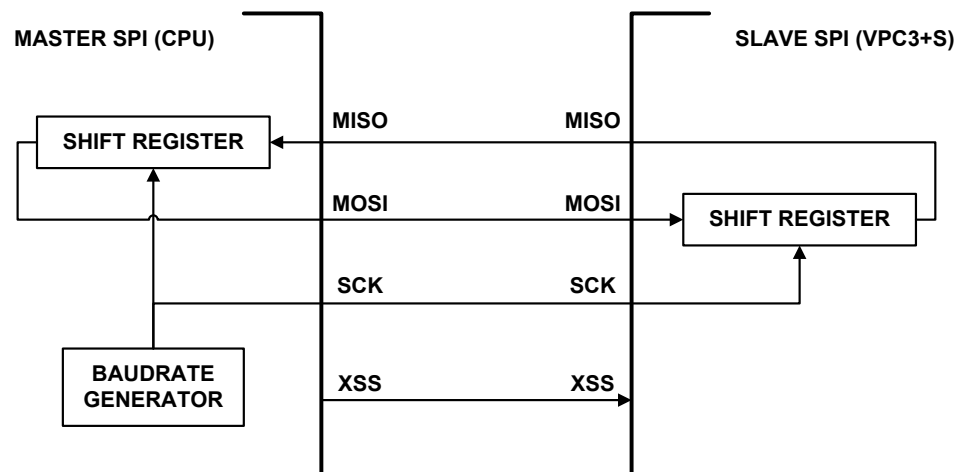 MASTER SPI (CPU)
SLAVE SPI (VPC3+S)
MISO
MISO
SHIFT REGISTER
MOSI
MOSI
SHIFT REGISTER
SCK
SCK
BAUDRATE
GENERATOR
XSS
XSS